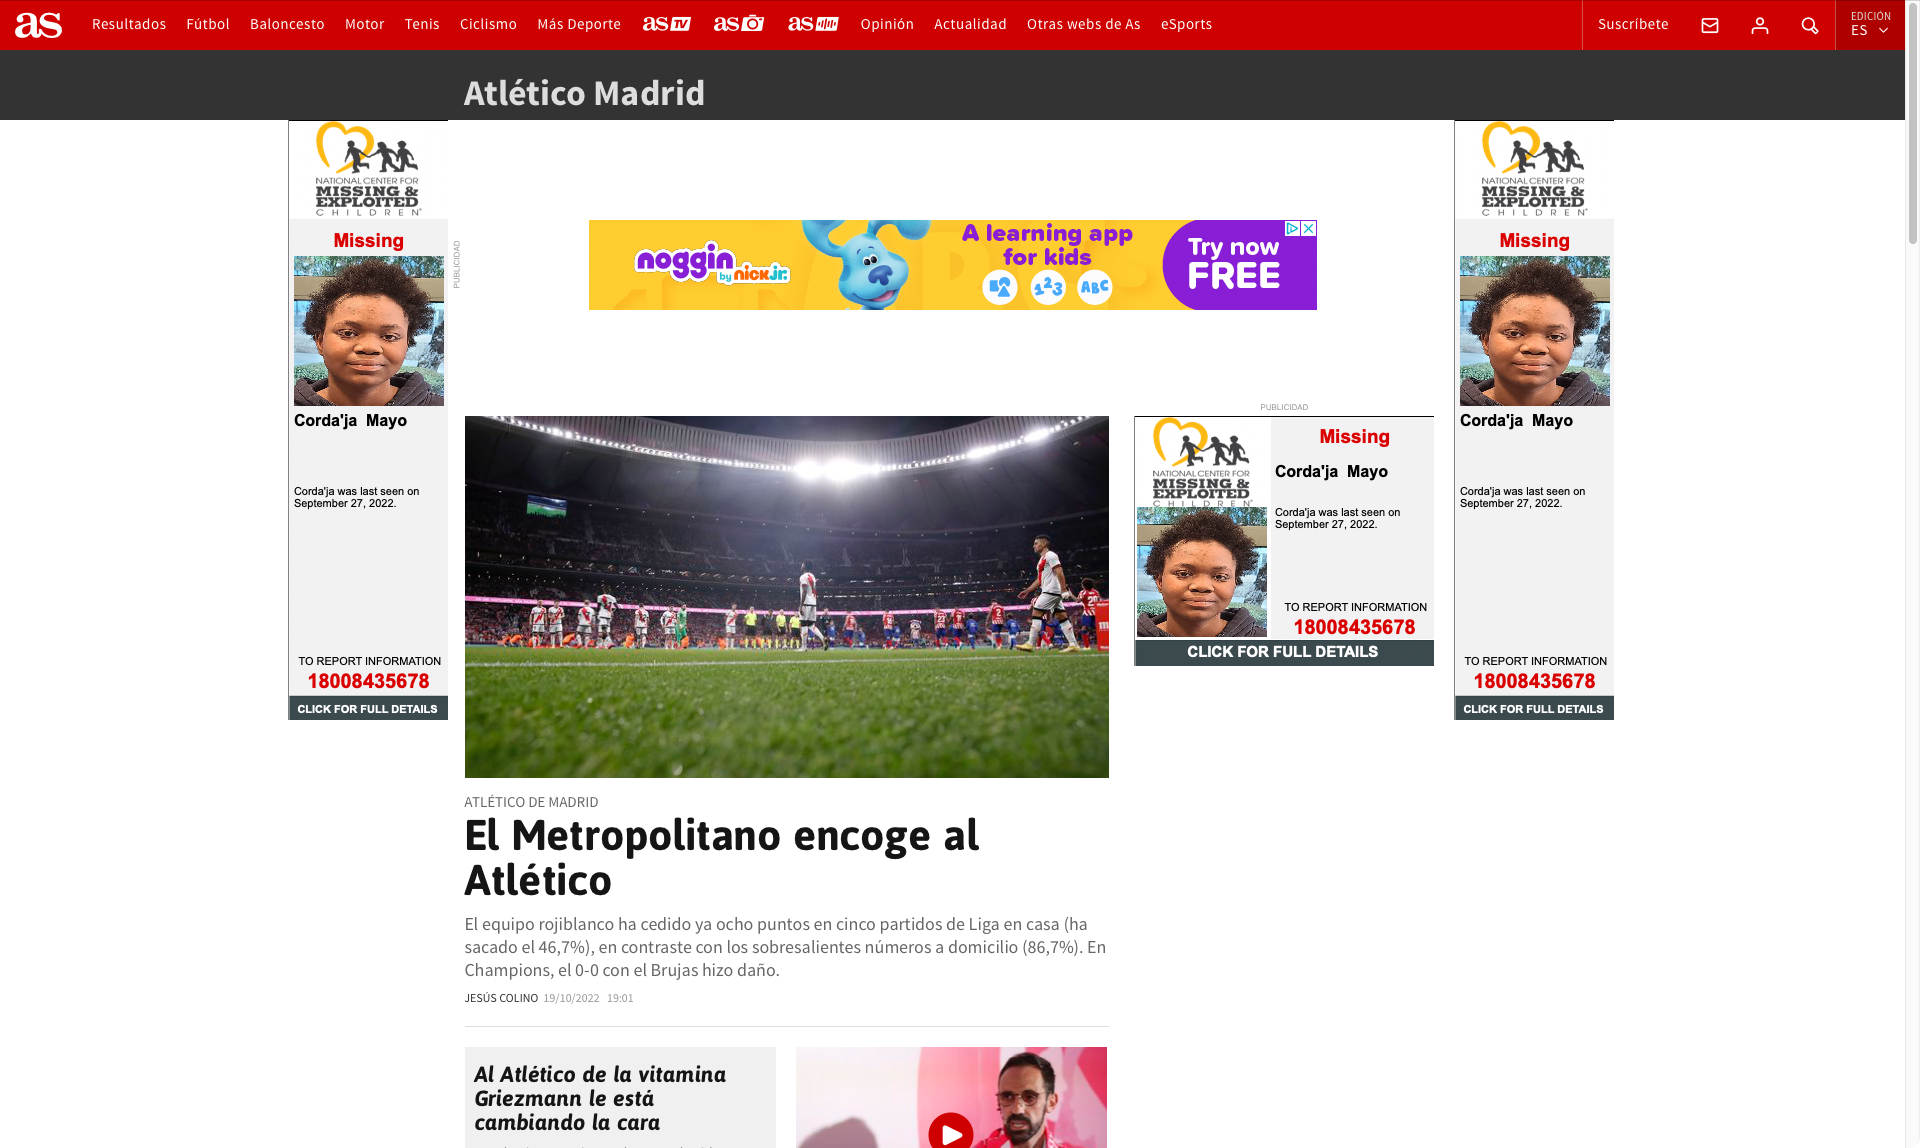 as
Resultados
Fútbol
Baloncesto
Motor
Tenis
Ciclismo
Más Deporte
as TV
as
as
Opinión
Actualidad
Otras webs de As
eSports
Suscríbete
EDICIÓN
ES
Atlético Madrid
NATIONAL CENTER FOR
MISSING &
EXPLOITED
CHILDREN
Missing
Corda'ja Mayo
Corda'ja was last seen on
September 27, 2022.
TO REPORT INFORMATION
18008435678
CLICK FOR FULL DETAILS
PUBLICIDAD
noggin
by nick jr.
A learning app
for kids
123
ABC
Try now
FREE
NATIONAL CENTER FOR
MISSING &
EXPLOITED
CHILDREN
Missing
Corda'ja Mayo
Corda'ja was last seen on
September 27, 2022.
TO REPORT INFORMATION
18008435678
CLICK FOR FULL DETAILS
PUBLICIDAD
NATIONAL CENTER FOR
MISSING &
EXPLOITED
CHILDREN
Missing
Corda'ja Mayo
Corda'ja was last seen on
September 27, 2022.
TO REPORT INFORMATION
18008435678
CLICK FOR FULL DETAILS
ATLÉTICO DE MADRID
El Metropolitano encoge al
Atlético
El equipo rojiblanco ha cedido ya ocho puntos en cinco partidos de Liga en casa (ha
sacado el 46,7%), en contraste con los sobresalientes números a domicilio (86,7%). En
Champions, el 0-0 con el Brujas hizo daño.
JESÚS COLINO 19/10/2022 19:01
Al Atlético de la vitamina
Griezmann le está
cambiando la cara